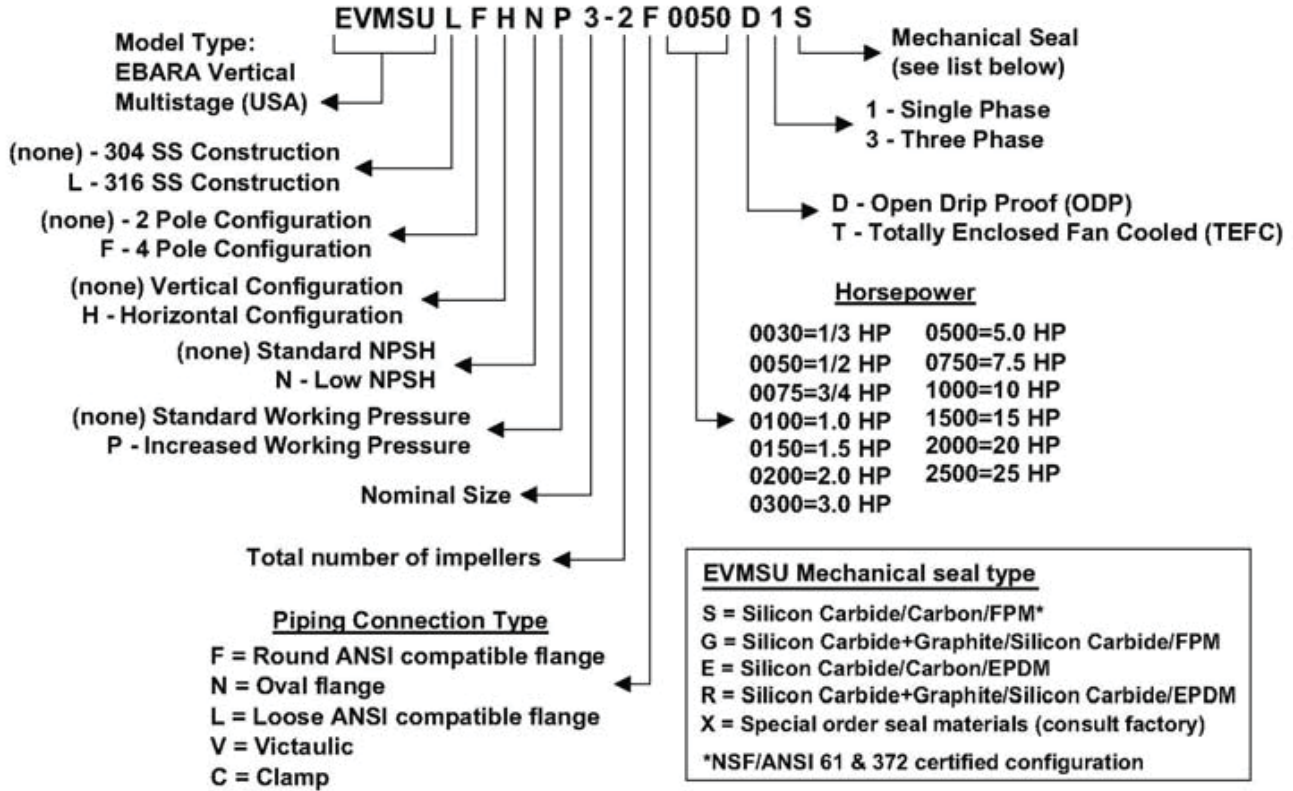 EVMSU L F H N P 3 - 2 F 0050 D 1 S
Model Type:
EBARA Vertical
Multistage (USA)
(none) - 304 SS Construction
L - 316 SS Construction
(none) - 2 Pole Configuration
F - 4 Pole Configuration
(none) Vertical Configuration
H - Horizontal Configuration
(none) Standard NPSH
N - Low NPSH
(none) Standard Working Pressure
P - Increased Working Pressure
Nominal Size
Total number of impellers
Piping Connection Type
F = Round ANSI compatible flange
N = Oval flange
L = Loose ANSI compatible flange
V = Victaulic
C = Clamp
Mechanical Seal
(see list below)
1 - Single Phase
3 - Three Phase
D - Open Drip Proof (ODP)
T - Totally Enclosed Fan Cooled (TEFC)
Horsepower
0030=1/3 HP
0050=1/2 HP
0075=3/4 HP
0100=1.0 HP
0150=1.5 HP
0200=2.0 HP
0300=3.0 HP
0500=5.0 HP
0750=7.5 HP
1000=10 HP
1500=15 HP
2000=20 HP
2500=25 HP
EVMSU Mechanical seal type
S = Silicon Carbide/Carbon/FPM*
G = Silicon Carbide+Graphite/Silicon Carbide/FPM
E = Silicon Carbide/Carbon/EPDM
R = Silicon Carbide+Graphite/Silicon Carbide/EPDM
X = Special order seal materials (consult factory)
*NSF/ANSI 61 & 372 certified configuration